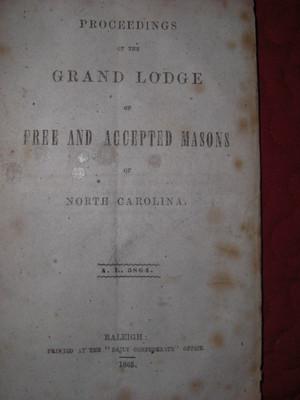 PROCEEDINGS
OF THE
GRAND LODGE
OF
FREE AND ACCEPTED MASONS
OF
NORTH CAROLINA.
A. L. 5864.
RALEIGH:
PRINTED AT THE "DAILY CONFEDERATE" OFFICE.
1865.